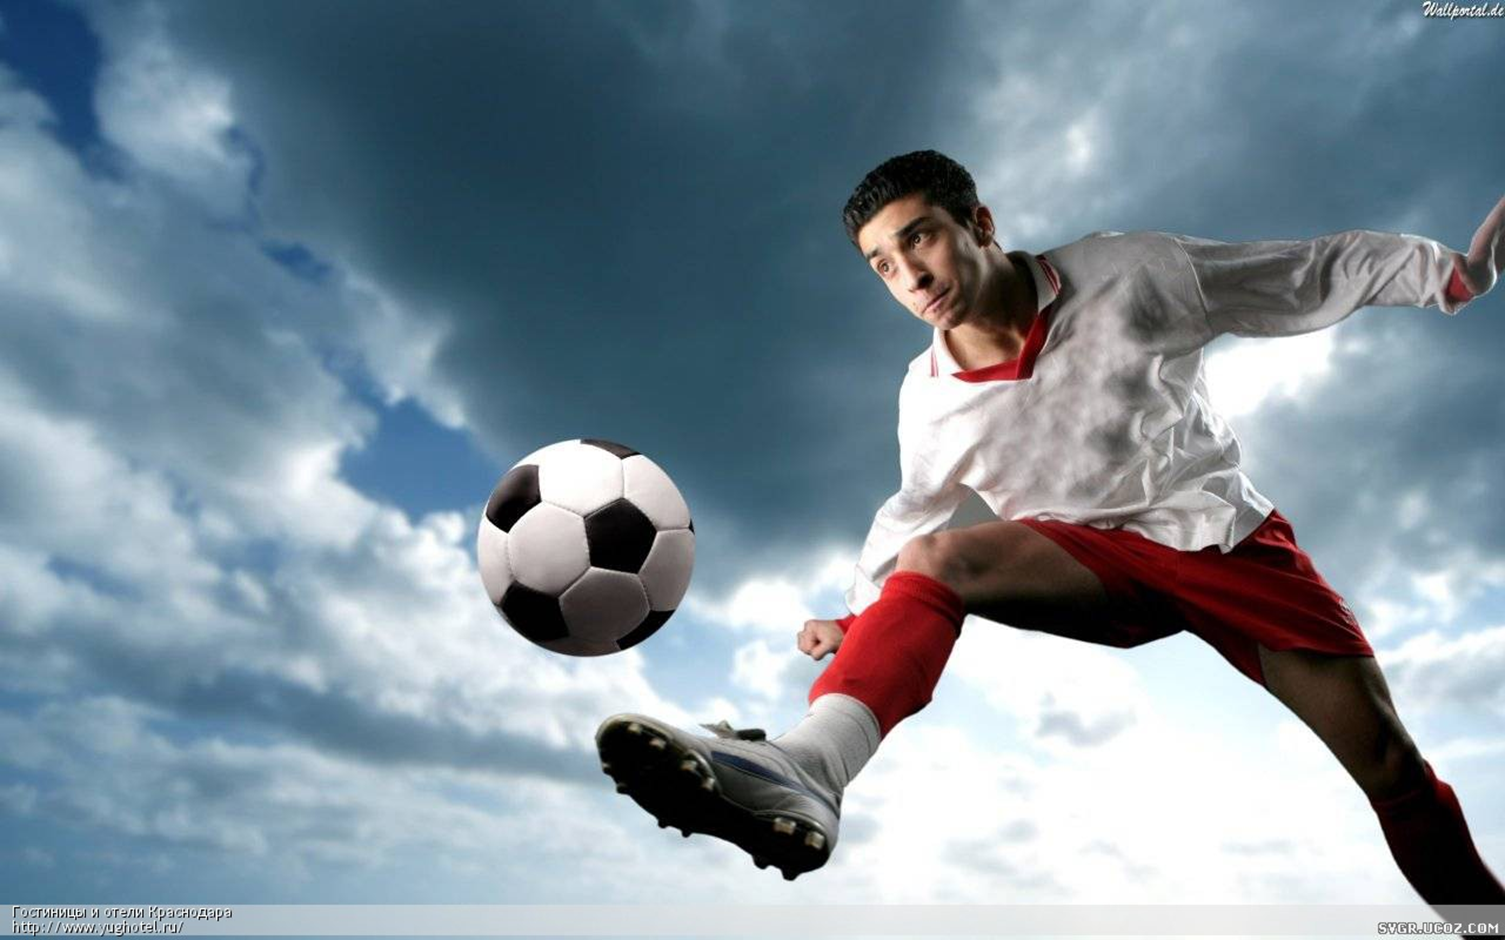 Wallportal.de
Гостиницы и отели Краснодара
http://www.yughotel.ru/
SVGR.UCOZ.COM